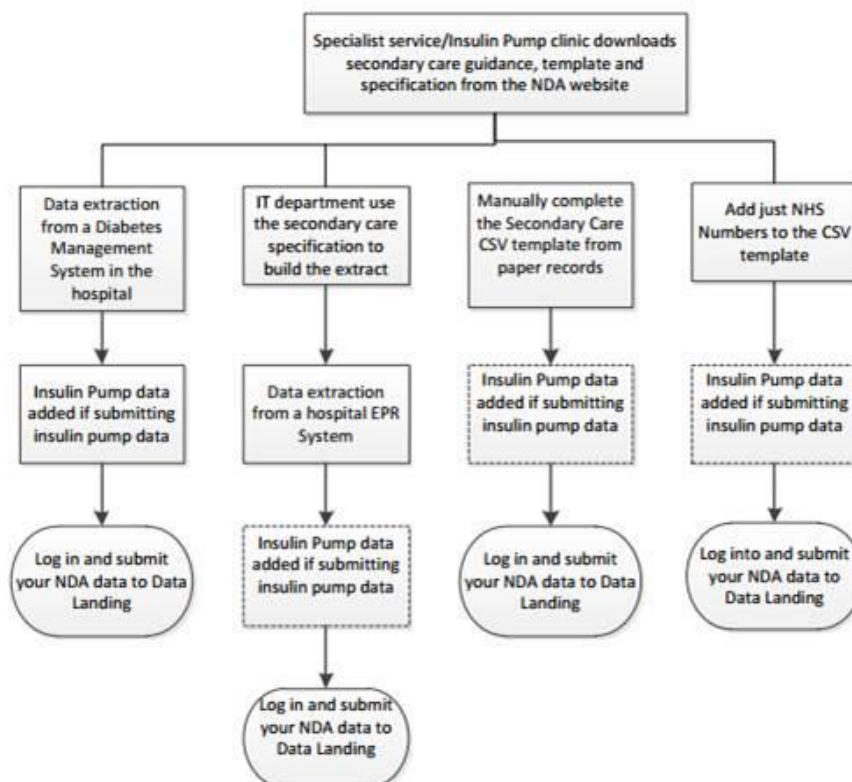 Specialist service/Insulin Pump clinic downloads
secondary care guidance, template and
specification from the NDA website
Data extraction
from a Diabetes
Management
System in the
hospital
IT department use
the secondary care
specification to
build the extract
Manually complete
the Secondary Care
CSV template from
paper records
Add just NHS
Numbers to the CSV
template
Insulin Pump data
added if submitting
insulin pump data
Data extraction
from a hospital EPR
System
Insulin Pump data
added if submitting
insulin pump data
Insulin Pump data
added if submitting
insulin pump data
Log in and submit
your NDA data to Data
Landing
Insulin Pump data
added if submitting
insulin pump data
Log in and submit
your NDA data to
Data Landing
Log into and submit
your NDA data to
Data Landing
Log in and submit
your NDA data to
Data Landing